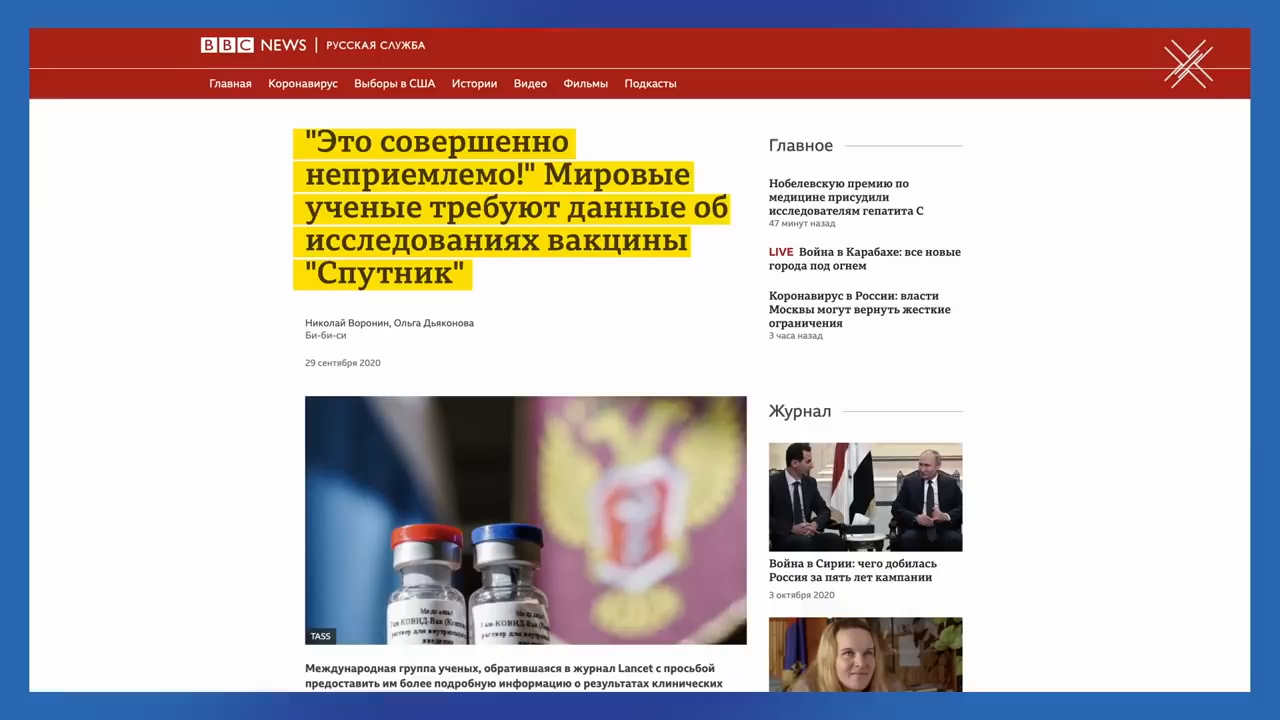 BBC NEWS | РУССКАЯ СЛУЖБА
Главная Коронавирус Выборы в США Истории Видео Фильмы Подкасты
"Это совершенно
неприемлемо!" Мировые
ученые требуют данные об
исследованиях вакцины
"Спутник"
Николай Воронин, Ольга Дьяконова
Би-би-си
29 сентября 2020
TASS
Международная группа ученых, обратившаяся в журнал Lancet с просьбой
предоставить им более подробную информацию о результатах клинических
Главное
Нобелевскую премию по
медицине присудили
исследователям гепатита С
47 минут назад
LIVE Война в Карабахе: все новые
города под огнем
Коронавирус в России: власти
Москвы могут вернуть жесткие
ограничения
3 часа назад
Журнал
Война в Сирии: чего добилась
Россия за пять лет кампании
3 октября 2020